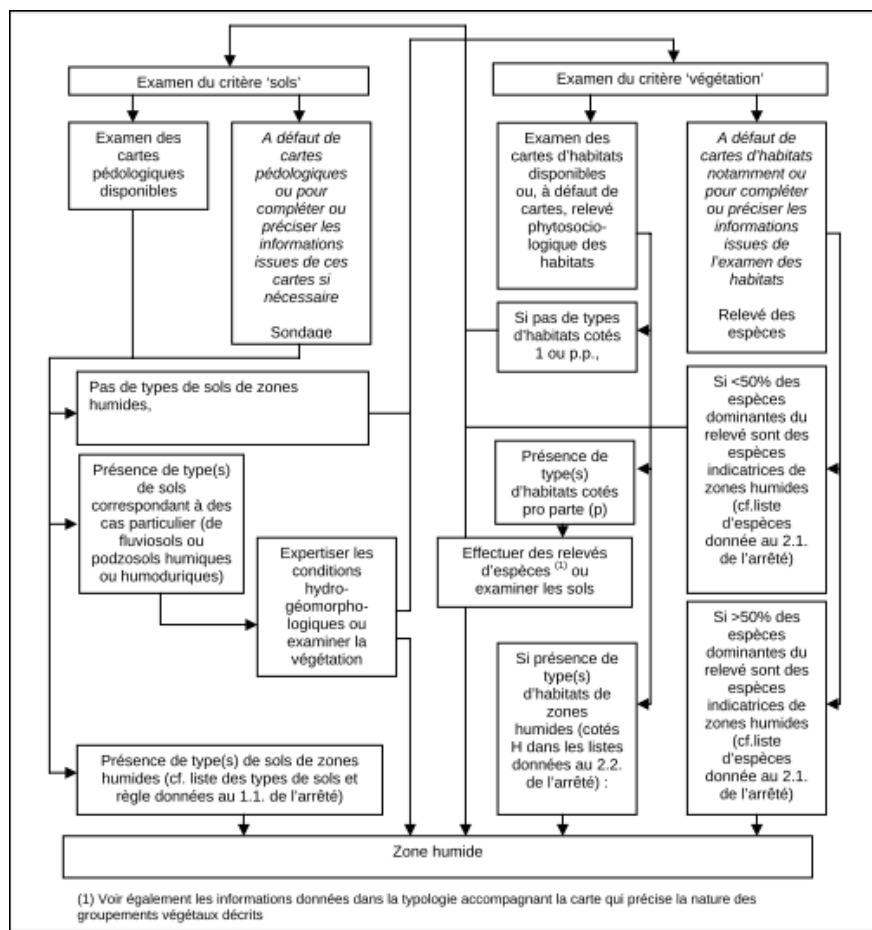 Examen du critère ‘sols’
Examen des
cartes
pédologiques
disponibles
A défaut de
cartes
pédologiques
ou pour
compléter ou
préciser les
informations
issues de ces
cartes si
nécessaire
Sondage
Pas de types de sols de zones
humides,
Présence de type(s)
de sols
correspondant à des
cas particulier (de
fluviosols ou
podzosols humiques
ou humoduriques)
Expertiser les
conditions
hydro-
géomorpho-
logiques ou
examiner la
végétation
Présence de type(s) de sols de zones
humides (cf. liste des types de sols et
règle données au 1.1. de l’arrêté)
Examen du critère ‘végétation’
Examen des
cartes d’habitats
disponibles
ou, à défaut de
cartes, relevé
phytosocio-
logique des
habitats
A défaut de
cartes d’habitats
notamment ou
pour compléter
ou préciser les
informations
issues de
l’examen des
habitats
Relevé des
espèces
Si pas de types
d’habitats cotés
1 ou p.p.,
Présence de
type(s)
d’habitats cotés
pro parte (p)
Effectuer des relevés
d’espèces (1) ou
examiner les sols
Si présence de
type(s)
d’habitats de
zones
humides (cotés
H dans les listes
données au 2.2.
de l’arrêté) :
Si <50% des
espèces
dominantes du
relevé sont des
espèces
indicatrices de
zones humides
(cf.liste
d’espèces
donnée au 2.1.
de l’arrêté)
Si >50% des
espèces
dominantes du
relevé sont des
espèces
indicatrices de
zones humides
(cf.liste
d’espèces
donnée au 2.1.
de l’arrêté)
Zone humide
(1) Voir également les informations données dans la typologie accompagnant la carte qui précise la nature des
groupements végétaux décrits